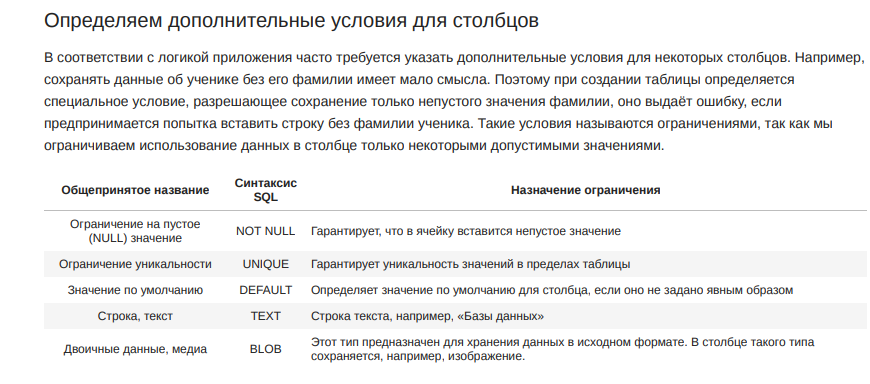 Определяем дополнительные условия для столбцов
В соответствии с логикой приложения часто требуется указать дополнительные условия для некоторых столбцов. Например,
сохранять данные об ученике без его фамилии имеет мало смысла. Поэтому при создании таблицы определяется
специальное условие, разрешающее сохранение только непустого значения фамилии, оно выдаёт ошибку, если
предпринимается попытка вставить строку без фамилии ученика. Такие условия называются ограничениями, так как мы
ограничиваем использование данных в столбце только некоторыми допустимыми значениями.
Общепринятое название Синтаксис SQL Назначение ограничения
Ограничение на пустое (NULL) значение NOT NULL Гарантирует, что в ячейку вставится непустое значение
Ограничение уникальности UNIQUE Гарантирует уникальность значений в пределах таблицы
Значение по умолчанию DEFAULT Определяет значение по умолчанию для столбца, если оно не задано явным образом
Строка, текст TEXT Строка текста, например, «Базы данных»
Двоичные данные, медиа BLOB Этот тип предназначен для хранения данных в исходном формате. В столбце такого типа
сохраняется, например, изображение.